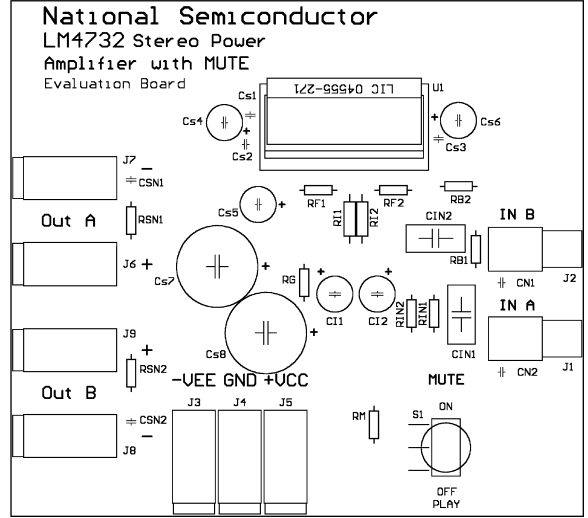 National Semiconductor
LM4732 Stereo Power
Amplifier with MUTE
Evaluation Board
LIC 04555-271
U1
Cs1
Cs4
+
Cs2
+
Cs6
Cs3
J7
−
CSN1
RSN1
Out A
J6 +
Cs5
+
RF1
RI1
RI2
RF2
RB2
CIN2
IN B
RB1
CN1
J2
Cs7
+
RG
+
CI1
+
CI2
RIN2
RIN1
CIN1
IN A
CN2
J1
J9
+
RSN2
Out B
CSN2
−
J8
Cs8
+
-VEE GND +VCC
J3
J4
J5
MUTE
RM
S1
ON
OFF
PLAY